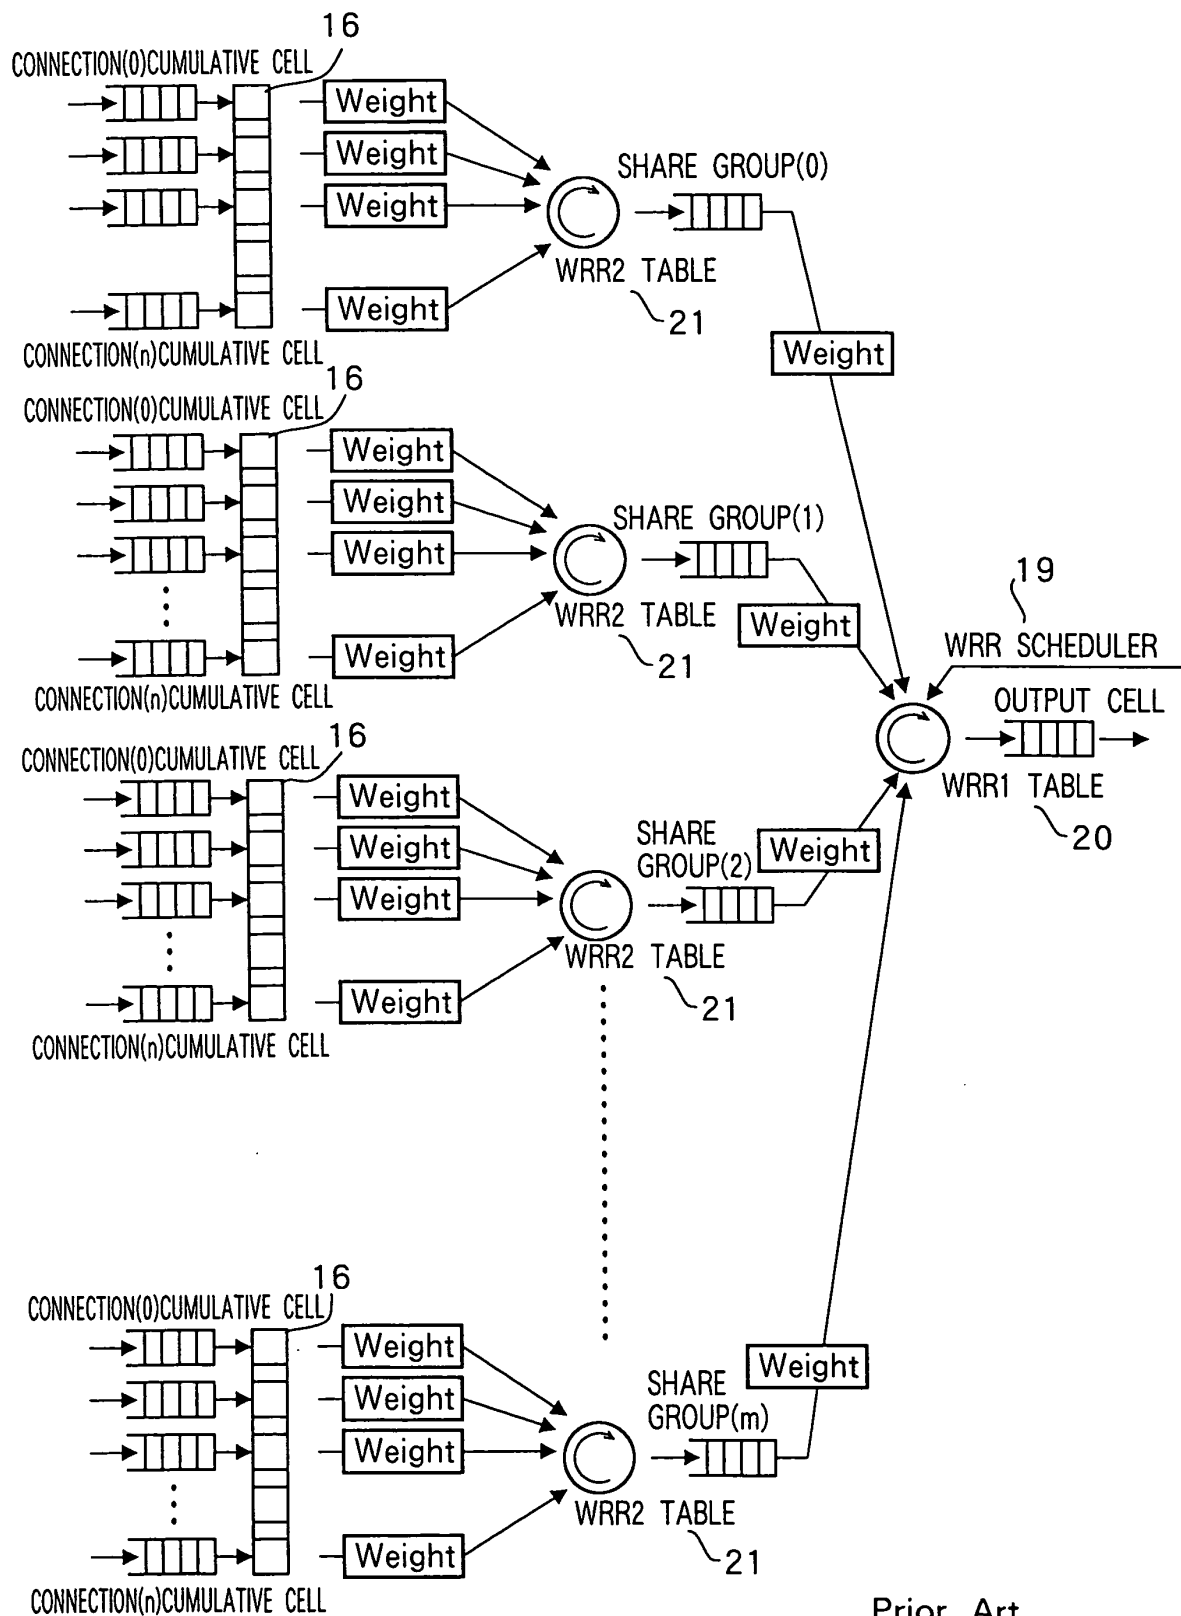 16
CONNECTION(0)CUMULATIVE CELL
Weight
Weight
Weight
Weight
SHARE GROUP(0)
WRR2 TABLE
21
CONNECTION(n)CUMULATIVE CELL
Weight
16
CONNECTION(0)CUMULATIVE CELL
Weight
Weight
Weight
Weight
SHARE GROUP(1)
WRR2 TABLE
21
CONNECTION(n)CUMULATIVE CELL
Weight
19
WRR SCHEDULER
OUTPUT CELL
WRR1 TABLE
20
16
CONNECTION(0)CUMULATIVE CELL
Weight
Weight
Weight
Weight
SHARE
GROUP(2)
Weight
WRR2 TABLE
21
CONNECTION(n)CUMULATIVE CELL
16
CONNECTION(0)CUMULATIVE CELL
Weight
Weight
Weight
Weight
Weight
SHARE
GROUP(m)
WRR2 TABLE
21
CONNECTION(n)CUMULATIVE CELL
Prior Art